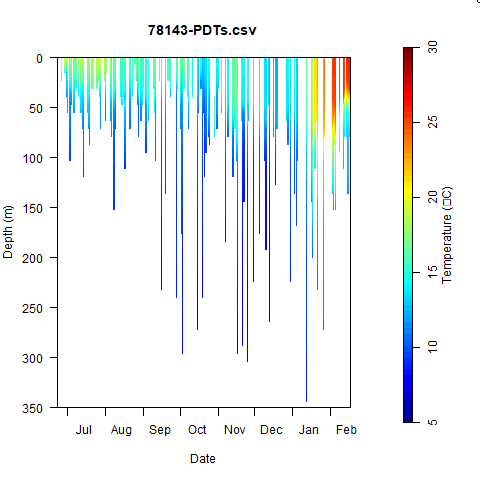 78143-PDTs.csv
0
50
100
150
200
250
300
350
Depth (m)
Jul Aug Sep Oct Nov Dec Jan Feb
Date
30
25
20
15
10
5
Temperature (□C)